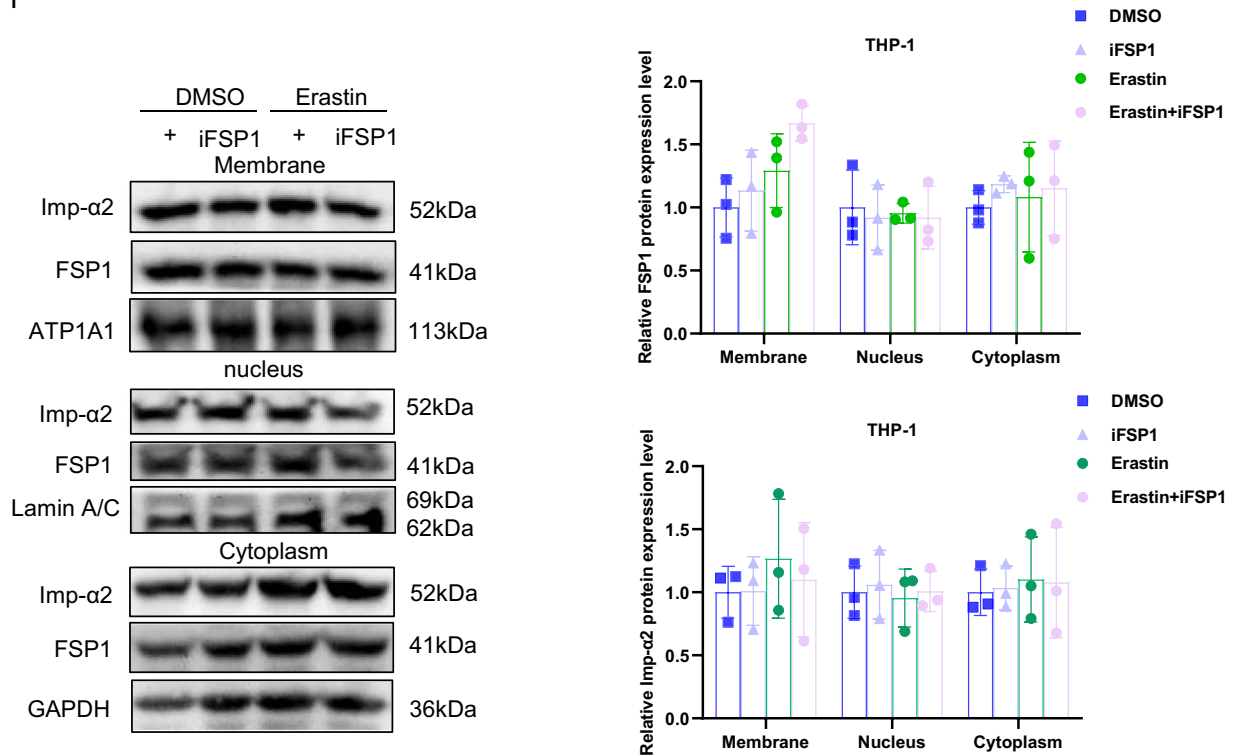 DMSO Erastin
+ iFSP1 + iFSP1
Membrane
Imp-α2 52kDa
FSP1 41kDa
ATP1A1 113kDa
nucleus
Imp-α2 52kDa
FSP1 41kDa
Lamin A/C 69kDa
62kDa
Cytoplasm
Imp-α2 52kDa
FSP1 41kDa
GAPDH 36kDa
THP-1
DMSO
iFSP1
Erastin
Erastin+iFSP1
Relative FSP1 protein expression level
2.0
1.5
1.0
0.5
0.0
Membrane Nucleus Cytoplasm
THP-1
DMSO
iFSP1
Erastin
Erastin+iFSP1
Relative Imp-α2 protein expression level
2.0
1.5
1.0
0.5
0.0
Membrane Nucleus Cytoplasm